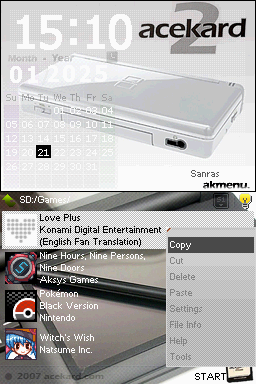 15:10
acekard
2
Month - Year
01 2025
Su Mo Tu We Th Fr Sa
01 02 03 04
05 06 07 08 09 10 11
12 13 14 15 16 17 18
19 20 21 22 23 24 25
26 27 28 29 30 31
Sanras
akmenu.
SD:/Games/
Love Plus
Konami Digital Entertainment
(English Fan Translation)
Nine Hours, Nine Persons,
Nine Doors
Aksys Games
Pokémon
Black Version
Nintendo
Witch's Wish
Natsume Inc.
Copy
Cut
Delete
Paste
Settings
File Info
Help
Tools
© 2007 acekard.com
START